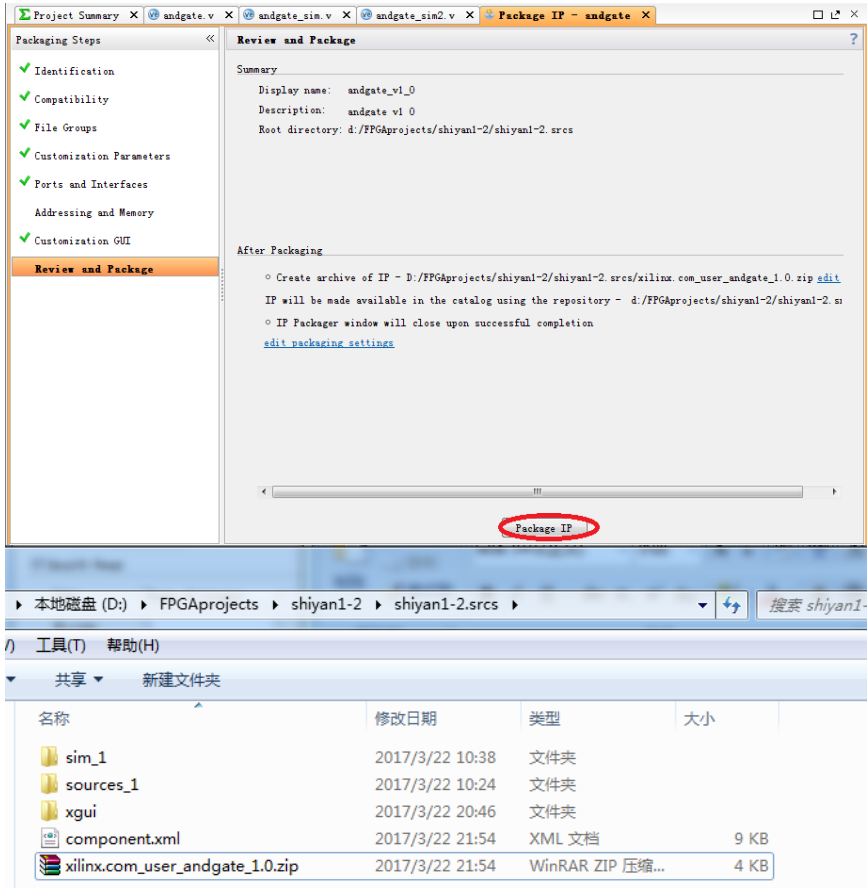 Project Summary andgate.v andgate_sim.v andgate_sim2.v Package IP - andgate
Packaging Steps
Review and Package
Identification
Compatibility
File Groups
Customization Parameters
Ports and Interfaces
Addressing and Memory
Customization GUI
Review and Package
Summary
Display name: andgate_v1_0
Description: andgate v1 0
Root directory: d:/FPGAprojects/shiyan1-2/shiyan1-2.srcs
After Packaging
Create archive of IP - D:/FPGAprojects/shiyan1-2/shiyan1-2.srcs/xilinx.com_user_andgate_1.0.zip edit
IP will be made available in the catalog using the repository - d:/FPGAprojects/shiyan1-2/shiyan1-2.sr
IP Packager window will close upon successful completion
edit packaging settings
Package IP
本地磁盘 (D:) FPGAprojects shiyan1-2 shiyan1-2.srcs 搜索 shiyan1-
工具(T) 帮助(H)
共享 新建文件夹
名称 修改日期 类型 大小
sim_1 2017/3/22 10:38 文件夹
sources_1 2017/3/22 10:24 文件夹
xgui 2017/3/22 20:46 文件夹
component.xml 2017/3/22 21:54 XML 文档 9 KB
xilinx.com_user_andgate_1.0.zip 2017/3/22 21:54 WinRAR ZIP 压缩... 4 KB